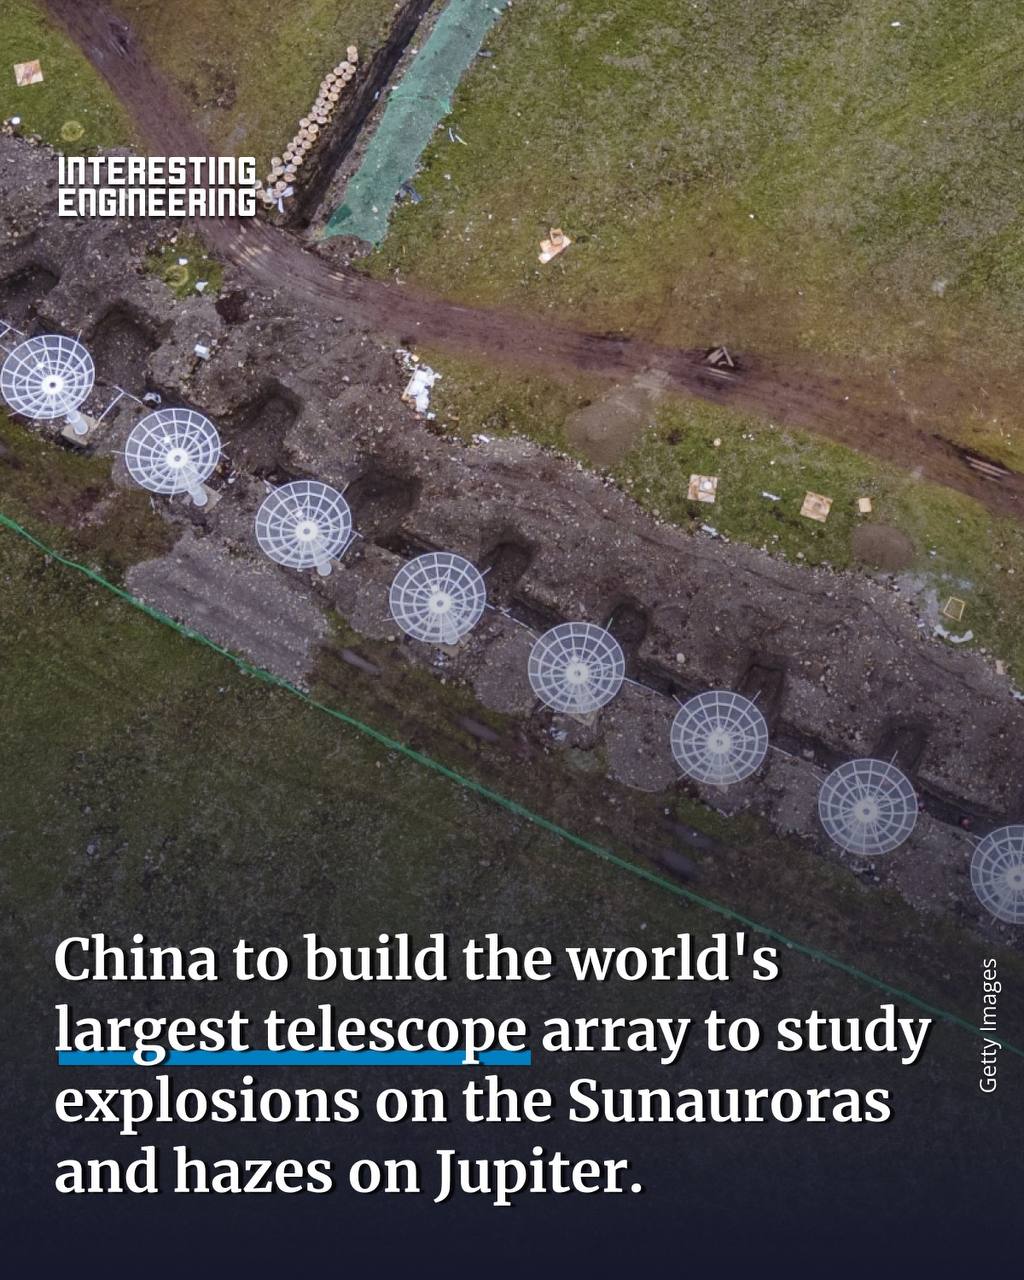 INTERESTING
ENGINEERING
China to build the world's
largest telescope array to study
explosions on the Sunauroras
and hazes on Jupiter.
Getty Images